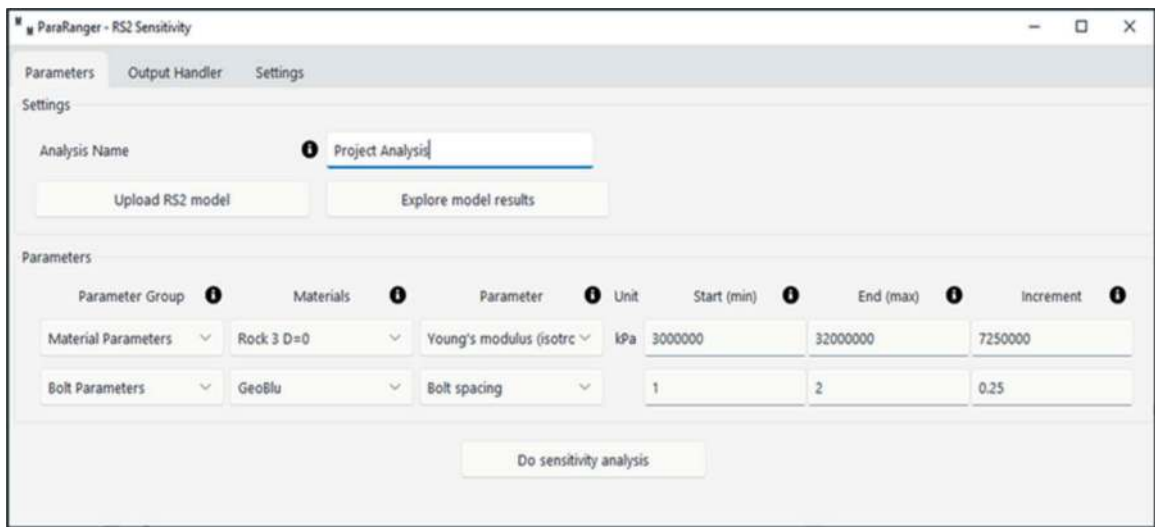 ParaRanger - RS2 Sensitivity
Parameters Output Handler Settings
Settings
Analysis Name Project Analysis
Upload RS2 model Explore model results
Parameters
Parameter Group Materials Parameter Unit Start (min) End (max) Increment
Material Parameters Rock 3 D=0 Young's modulus (isotrc kPa 3000000 32000000 7250000
Bolt Parameters GeoBlu Bolt spacing 1 2 0.25
Do sensitivity analysis